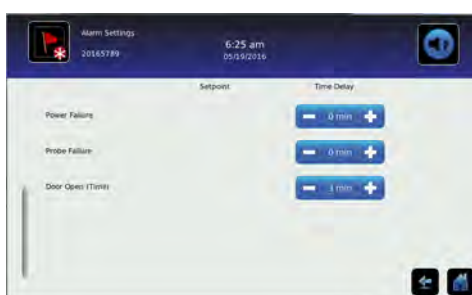 Alarm Settings
20165789
6:25 am
05/19/2016
Setpoint Time Delay
Power Failure 0 min
Probe Failure 0 min
Door Open (Time) 3 min